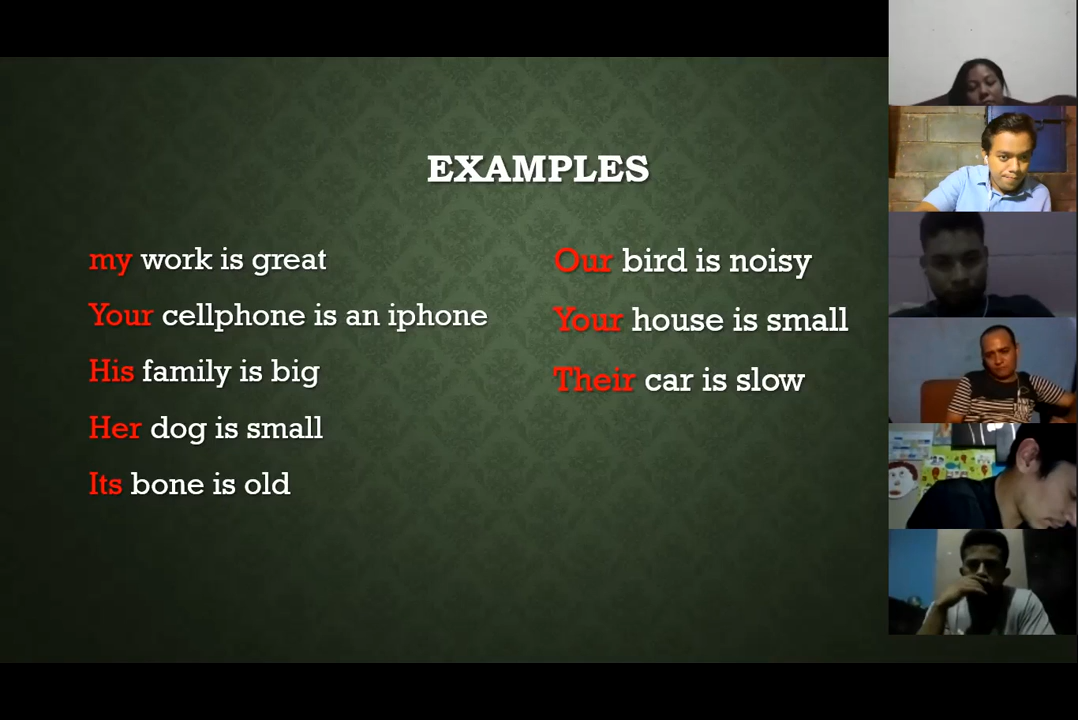 EXAMPLES
my work is great
Your cellphone is an iphone
His family is big
Her dog is small
Its bone is old
Our bird is noisy
Your house is small
Their car is slow